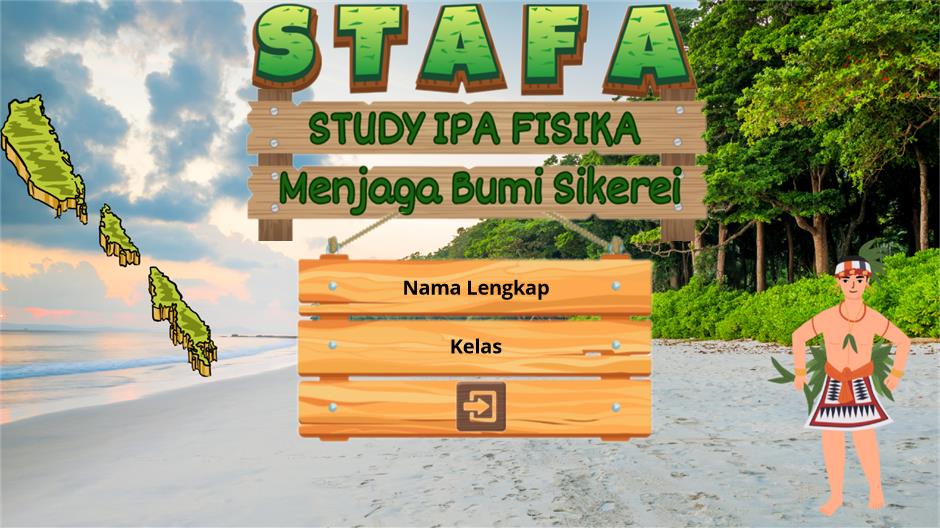 STAFA
STUDY IPA FISIKA
Menjaga Bumi Sikerei
Nama Lengkap
Kelas